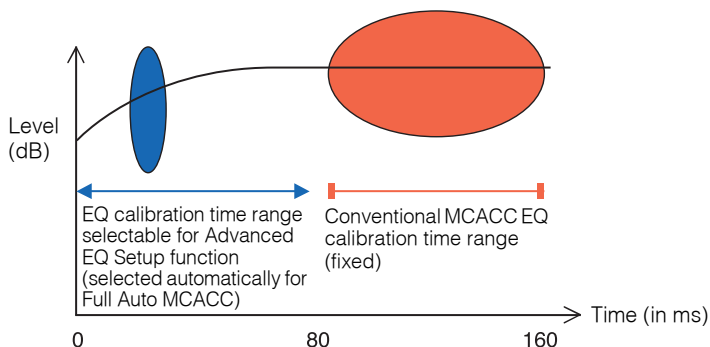 Level
(dB)
EQ calibration time range
selectable for Advanced
EQ Setup function
(selected automatically for
Full Auto MCACC)
Conventional MCACC EQ
calibration time range
(fixed)
Time (in ms)
0
80
160